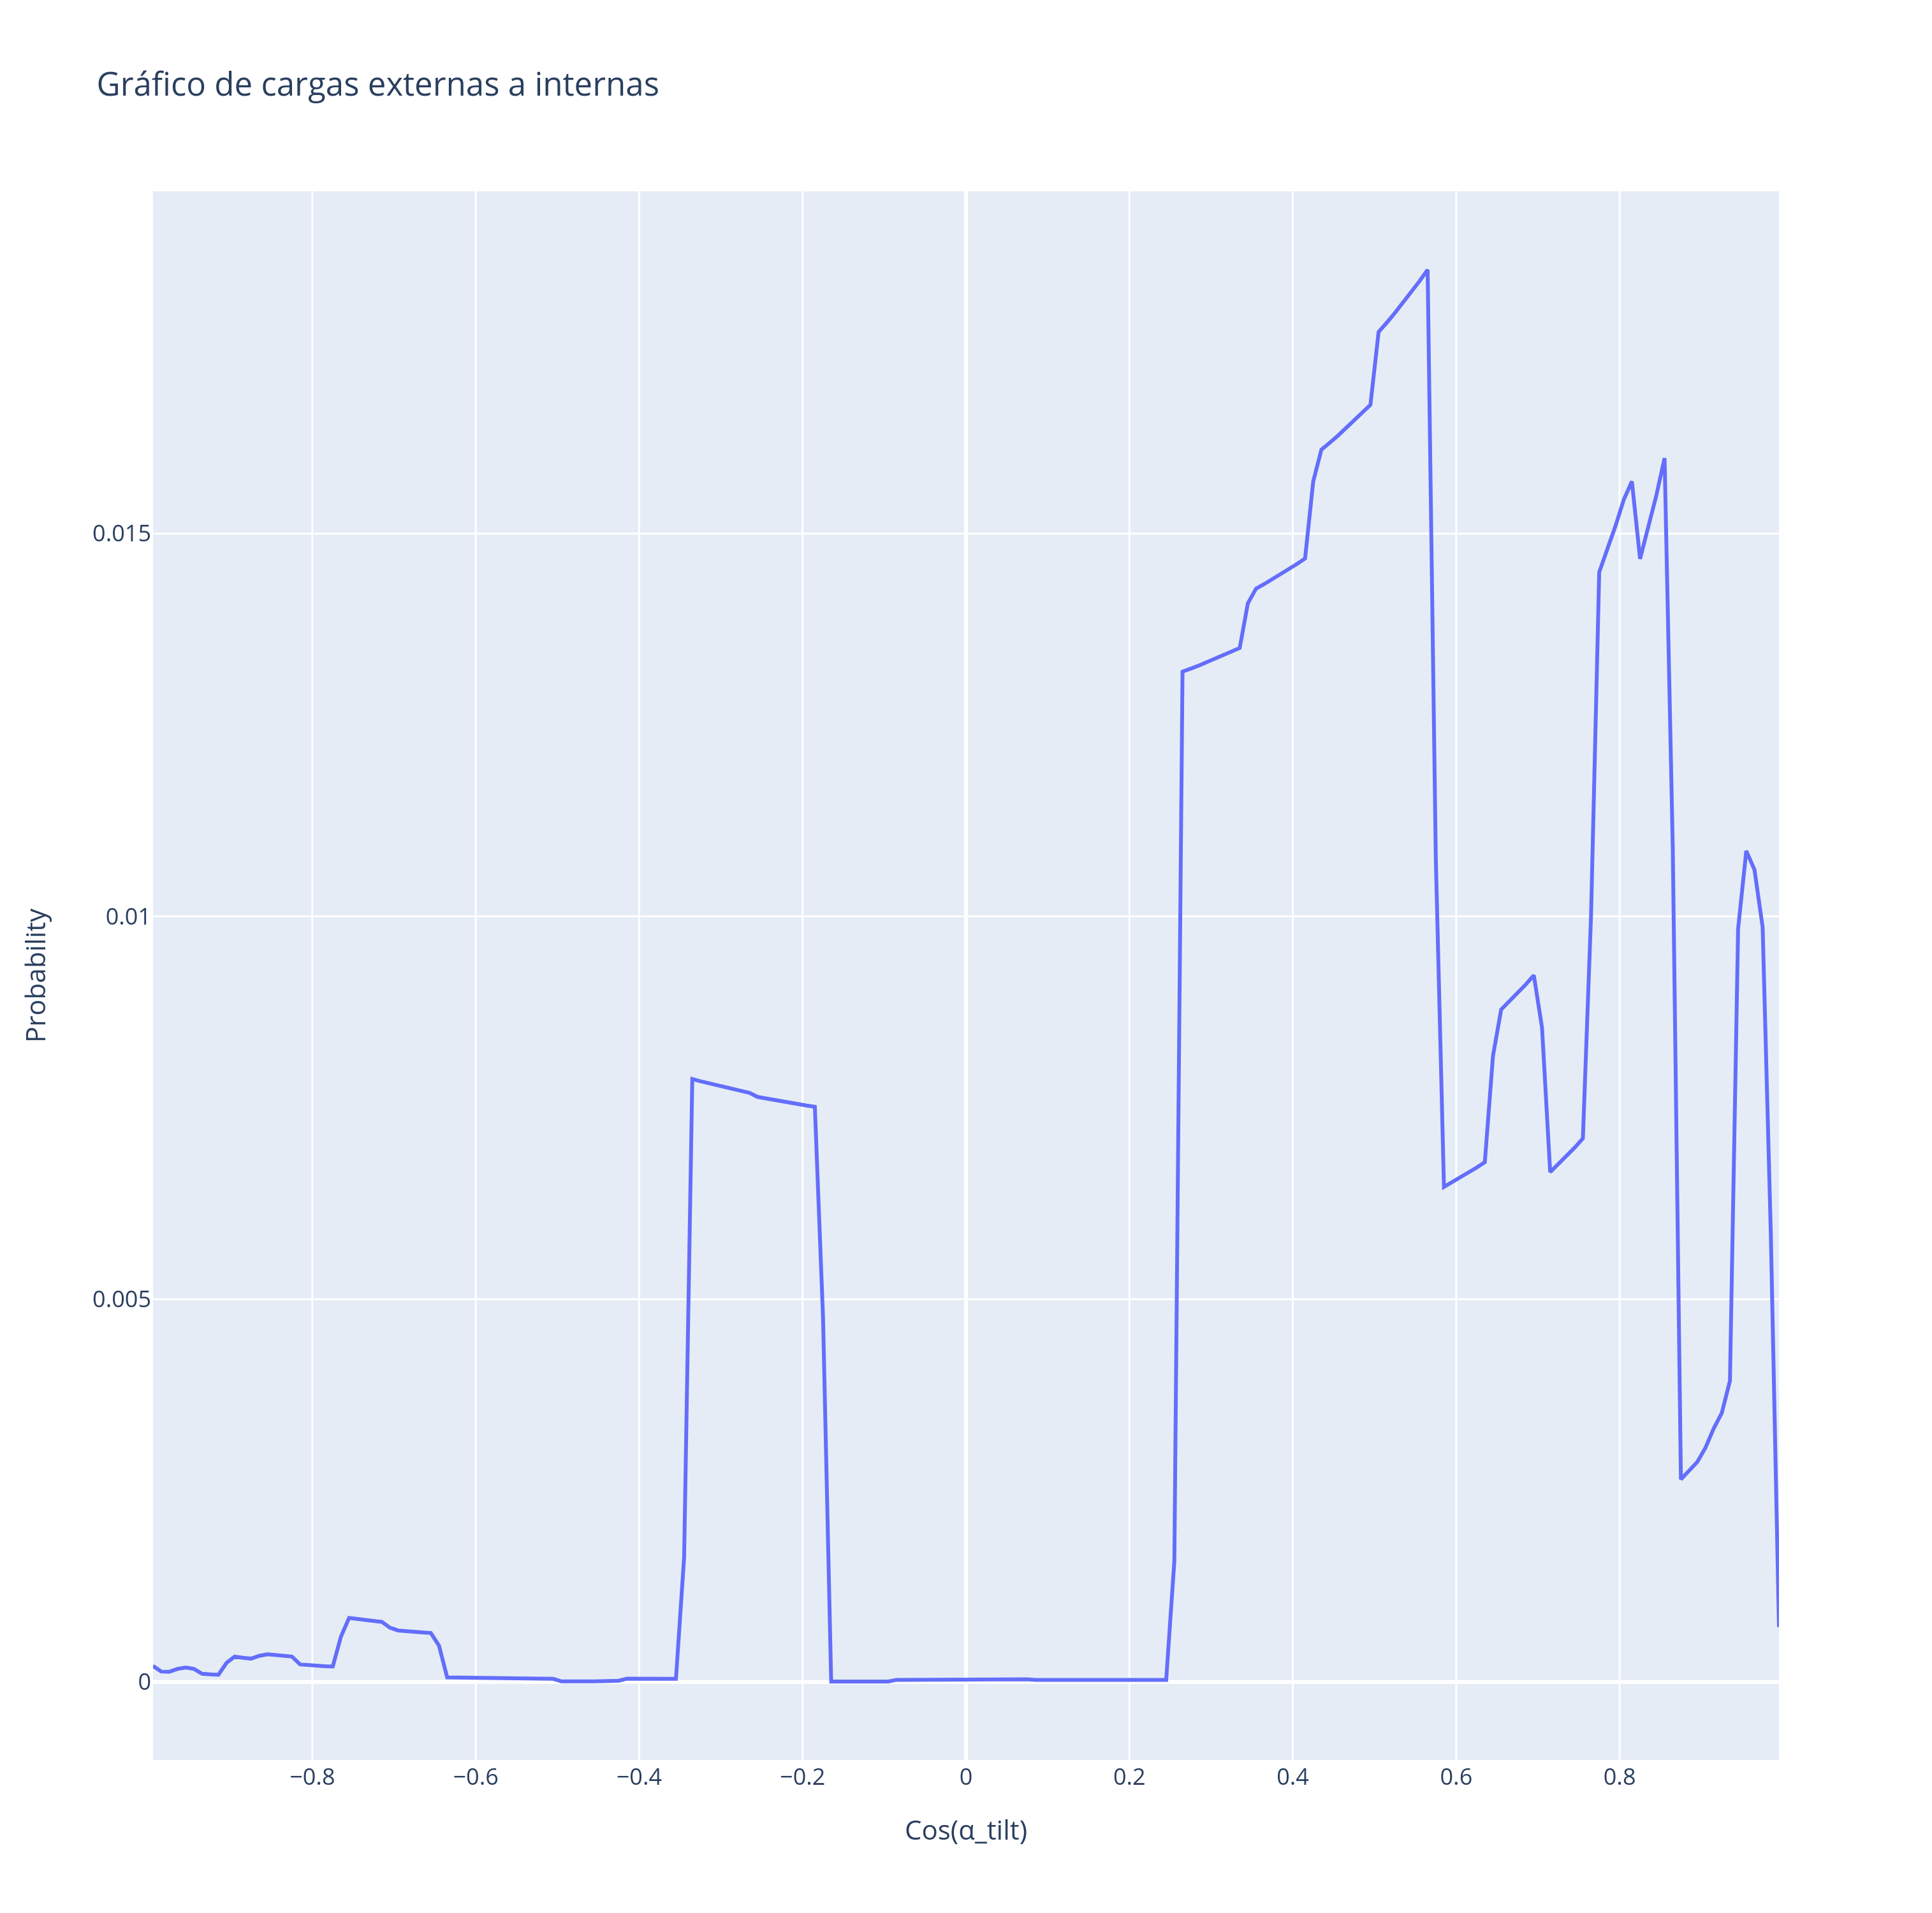 Gráfico de cargas externas a internas
0.015
0.01
0.005
0
Probability
−0.8 −0.6 −0.4 −0.2 0 0.2 0.4 0.6 0.8
Cos(α_tilt)